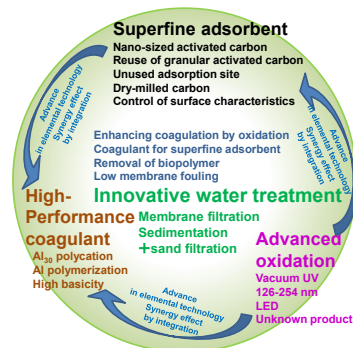 Superfine adsorbent
Nano-sized activated carbon
Reuse of granular activated carbon
Unused adsorption site
Dry-milled carbon
Control of surface characteristics
Advance
in elemental technology
Synergy effect
by integration
Advance
in elemental technology
Synergy effect
by integration
Enhancing coagulation by oxidation
Coagulant for superfine adsorbent
Removal of biopolymer
Low membrane fouling
Innovative water treatment
Membrane filtration
Sedimentation
+sand filtration
High-
Performance
coagulant
Al30 polycation
Al polymerization
High basicity
Advanced
oxidation
Vacuum UV
126-254 nm
LED
Unknown product
Advance
in elemental technology
Synergy effect
by integration